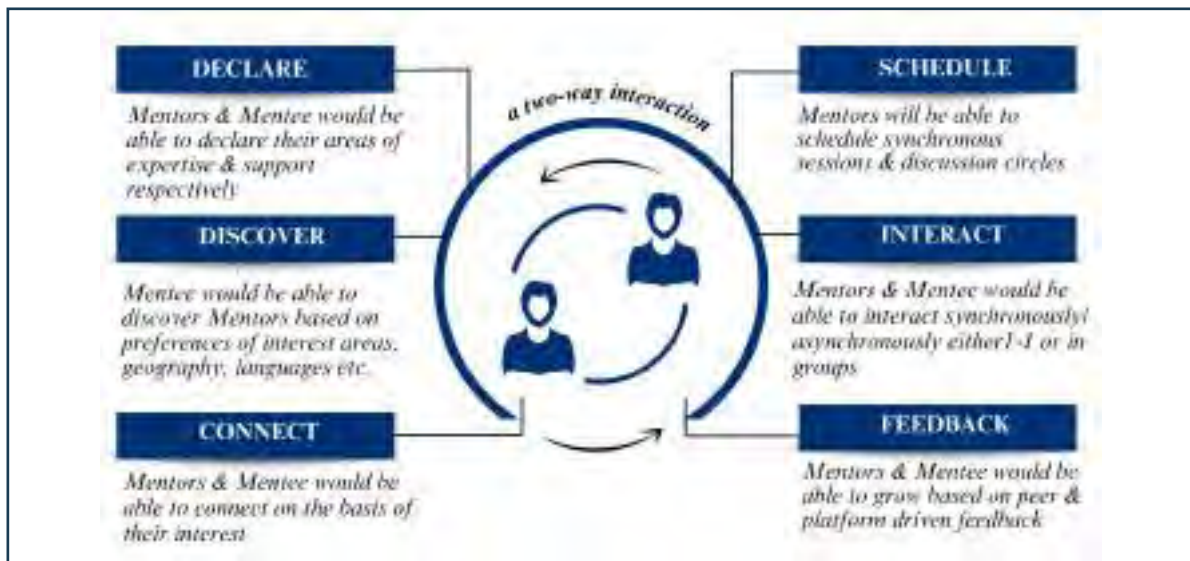 DECLARE
Mentors & Mentee would be
able to declare their areas of
expertise & support
respectively
DISCOVER
Mentee would be able to
discover Mentors based on
preferences of interest areas,
geography, languages etc.
CONNECT
Mentors & Mentee would be
able to connect on the basis of
their interest
a two-way interaction
SCHEDULE
Mentors will be able to
schedule synchronous
sessions & discussion circles
INTERACT
Mentors & Mentee would be
able to interact synchronously/
asynchronously either1-1 or in
groups
FEEDBACK
Mentors & Mentee would be
able to grow based on peer &
platform driven feedback